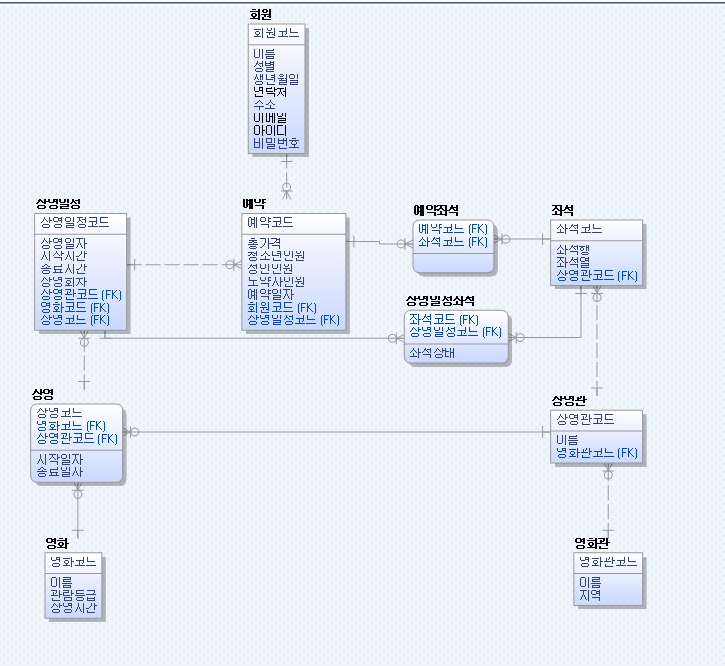 회원
회원코드
이름
성별
생년월일
연락처
주소
이메일
아이디
비밀번호
상영일정
상영일정코드
상영일자
시작시간
종료시간
상영회차
상영관코드 (FK)
영화코드 (FK)
상영코드 (FK)
예약
예약코드
총가격
청소년인원
성인인원
노약자인원
예약일자
회원코드 (FK)
상영일정코드 (FK)
예약좌석
예약코드 (FK)
좌석코드 (FK)
좌석
좌석코드
좌석행
좌석열
상영관코드 (FK)
상영일정좌석
좌석코드 (FK)
상영일정코드 (FK)
좌석상태
상영
상영코드
영화코드 (FK)
상영관코드 (FK)
시작일자
종료일자
상영관
상영관코드
이름
영화관코드 (FK)
영화
영화코드
이름
관람등급
상영시간
영화관
영화관코드
이름
지역